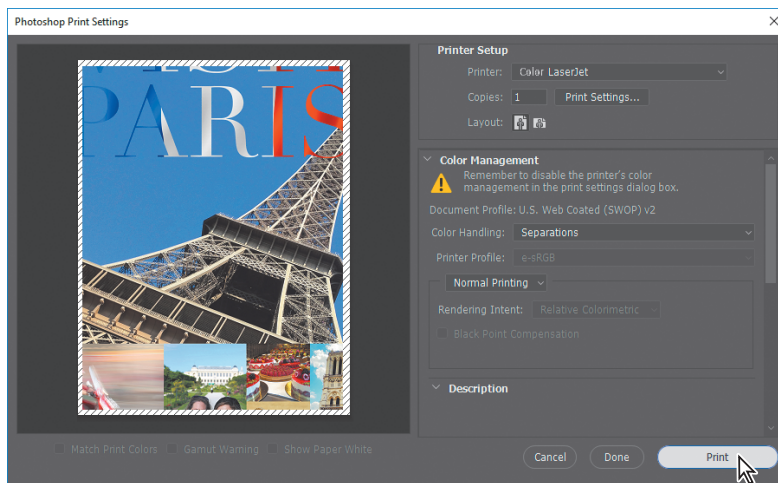 Photoshop Print Settings
PARIS
Printer Setup
Printer: Color LaserJet
Copies: 1 Print Settings...
Layout:
Color Management
Remember to disable the printer's color
management in the print settings dialog box.
Document Profile: U.S. Web Coated (SWOP) v2
Color Handling: Separations
Printer Profile: e-sRGB
Normal Printing
Rendering Intent: Relative Colorimetric
Black Point Compensation
Description
Match Print Colors Gamut Warning Show Paper White
Cancel Done Print